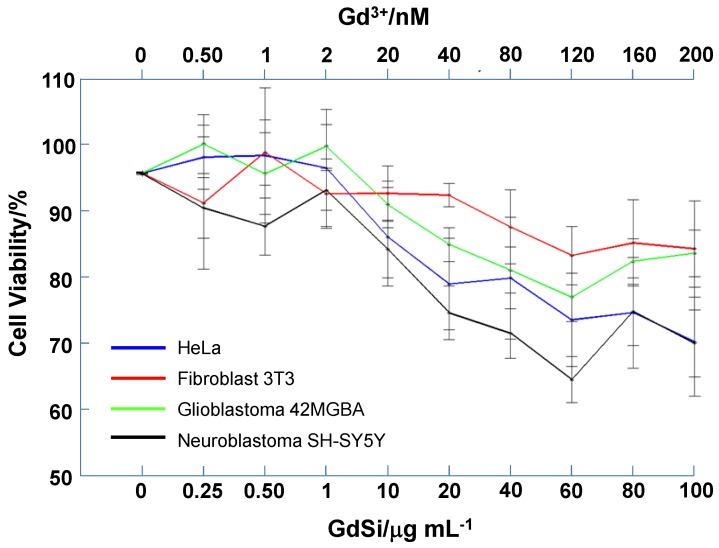 Gd³⁺/nM
0 0.50 1 2 20 40 80 120 160 200
110
100
90
80
70
60
50
Cell Viability/%
HeLa
Fibroblast 3T3
Glioblastoma 42MGBA
Neuroblastoma SH-SY5Y
0 0.25 0.50 1 10 20 40 60 80 100
GdSi/µg mL⁻¹